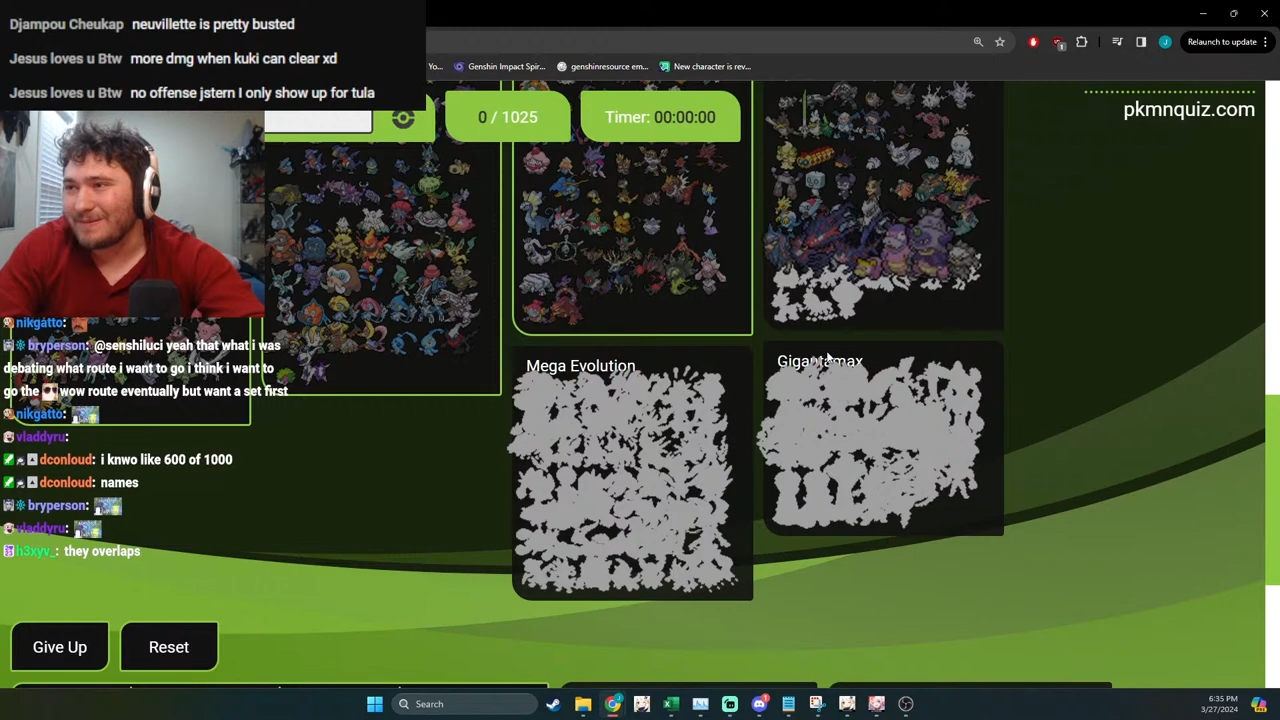 Djampou Cheukap neuvillette is pretty busted
Jesus loves u Btw more dmg when kuki can clear xd
Jesus loves u Btw no offense jstern I only show up for tula
Relaunch to update
Yo...
Genshin Impact Spir...
genshinresource em...
New character is rev...
0 / 1025
Timer: 00:00:00
pkmnquiz.com
nikgatto:
bryperson: @senshiluci yeah that what i was
debating what route i want to go i think i want to
go the wow route eventually but want a set first
nikgatto:
vladdyru:
dconloud: i knwo like 600 of 1000
dconloud: names
bryperson:
vladdyru:
h3xyv_: they overlaps
Mega Evolution
Gigantamax
Give Up
Reset
Search
6:35 PM
3/27/2024